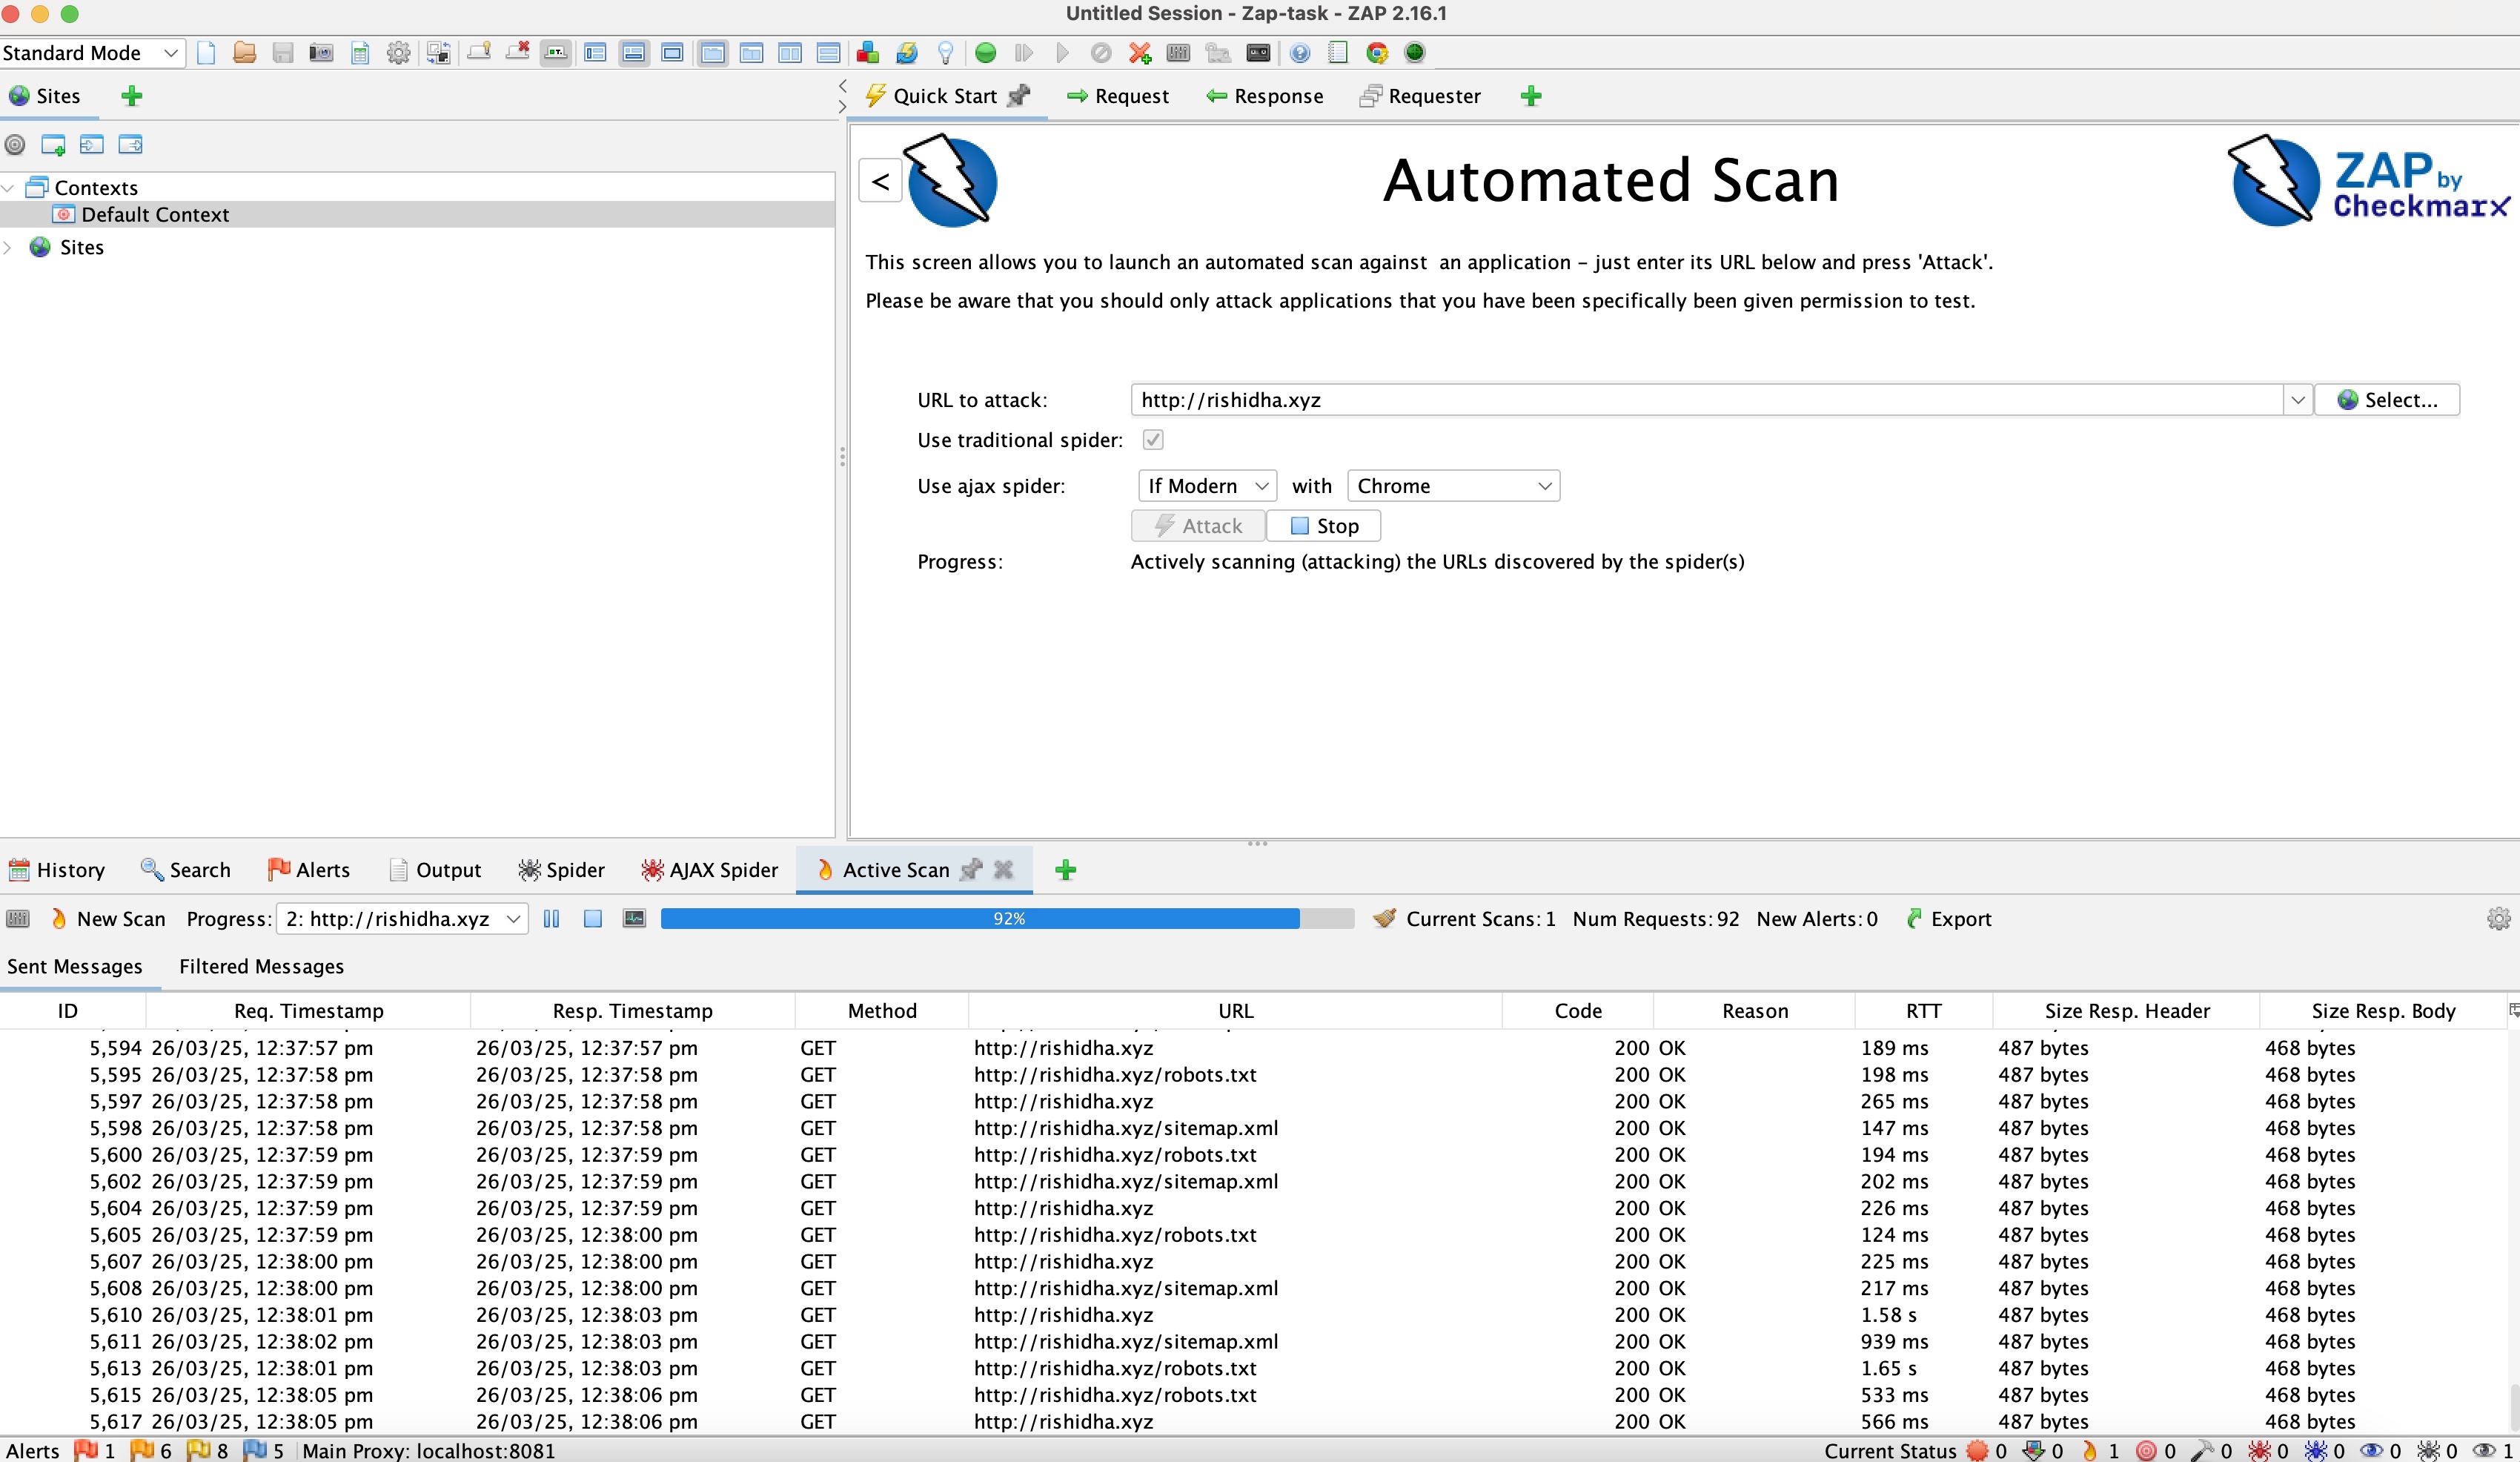 Untitled Session - Zap-task - ZAP 2.16.1
Standard Mode
Sites
Quick Start Request Response Requester
Contexts
Default Context
Sites
<
Automated Scan
ZAP by Checkmarx
This screen allows you to launch an automated scan against  an application – just enter its URL below and press 'Attack'.
Please be aware that you should only attack applications that you have been specifically been given permission to test.
URL to attack: http://rishidha.xyz Select...
Use traditional spider:
Use ajax spider: If Modern with Chrome
Attack Stop
Progress: Actively scanning (attacking) the URLs discovered by the spider(s)
History Search Alerts Output Spider AJAX Spider Active Scan
New Scan Progress: 2: http://rishidha.xyz 92% Current Scans: 1 Num Requests: 92 New Alerts: 0 Export
Sent Messages Filtered Messages
ID Req. Timestamp Resp. Timestamp Method URL Code Reason RTT Size Resp. Header Size Resp. Body
5,594 26/03/25, 12:37:57 pm 26/03/25, 12:37:57 pm GET http://rishidha.xyz 200 OK 189 ms 487 bytes 468 bytes
5,595 26/03/25, 12:37:58 pm 26/03/25, 12:37:58 pm GET http://rishidha.xyz/robots.txt 200 OK 198 ms 487 bytes 468 bytes
5,597 26/03/25, 12:37:58 pm 26/03/25, 12:37:58 pm GET http://rishidha.xyz 200 OK 265 ms 487 bytes 468 bytes
5,598 26/03/25, 12:37:58 pm 26/03/25, 12:37:58 pm GET http://rishidha.xyz/sitemap.xml 200 OK 147 ms 487 bytes 468 bytes
5,600 26/03/25, 12:37:59 pm 26/03/25, 12:37:59 pm GET http://rishidha.xyz/robots.txt 200 OK 194 ms 487 bytes 468 bytes
5,602 26/03/25, 12:37:59 pm 26/03/25, 12:37:59 pm GET http://rishidha.xyz/sitemap.xml 200 OK 202 ms 487 bytes 468 bytes
5,604 26/03/25, 12:37:59 pm 26/03/25, 12:37:59 pm GET http://rishidha.xyz 200 OK 226 ms 487 bytes 468 bytes
5,605 26/03/25, 12:37:59 pm 26/03/25, 12:38:00 pm GET http://rishidha.xyz/robots.txt 200 OK 124 ms 487 bytes 468 bytes
5,607 26/03/25, 12:38:00 pm 26/03/25, 12:38:00 pm GET http://rishidha.xyz 200 OK 225 ms 487 bytes 468 bytes
5,608 26/03/25, 12:38:00 pm 26/03/25, 12:38:00 pm GET http://rishidha.xyz/sitemap.xml 200 OK 217 ms 487 bytes 468 bytes
5,610 26/03/25, 12:38:01 pm 26/03/25, 12:38:03 pm GET http://rishidha.xyz 200 OK 1.58 s 487 bytes 468 bytes
5,611 26/03/25, 12:38:02 pm 26/03/25, 12:38:03 pm GET http://rishidha.xyz/sitemap.xml 200 OK 939 ms 487 bytes 468 bytes
5,613 26/03/25, 12:38:01 pm 26/03/25, 12:38:03 pm GET http://rishidha.xyz/robots.txt 200 OK 1.65 s 487 bytes 468 bytes
5,615 26/03/25, 12:38:05 pm 26/03/25, 12:38:06 pm GET http://rishidha.xyz/robots.txt 200 OK 533 ms 487 bytes 468 bytes
5,617 26/03/25, 12:38:05 pm 26/03/25, 12:38:06 pm GET http://rishidha.xyz 200 OK 566 ms 487 bytes 468 bytes
Alerts 1 6 8 5 Main Proxy: localhost:8081 Current Status 0 0 1 0 0 0 0 0 0 1